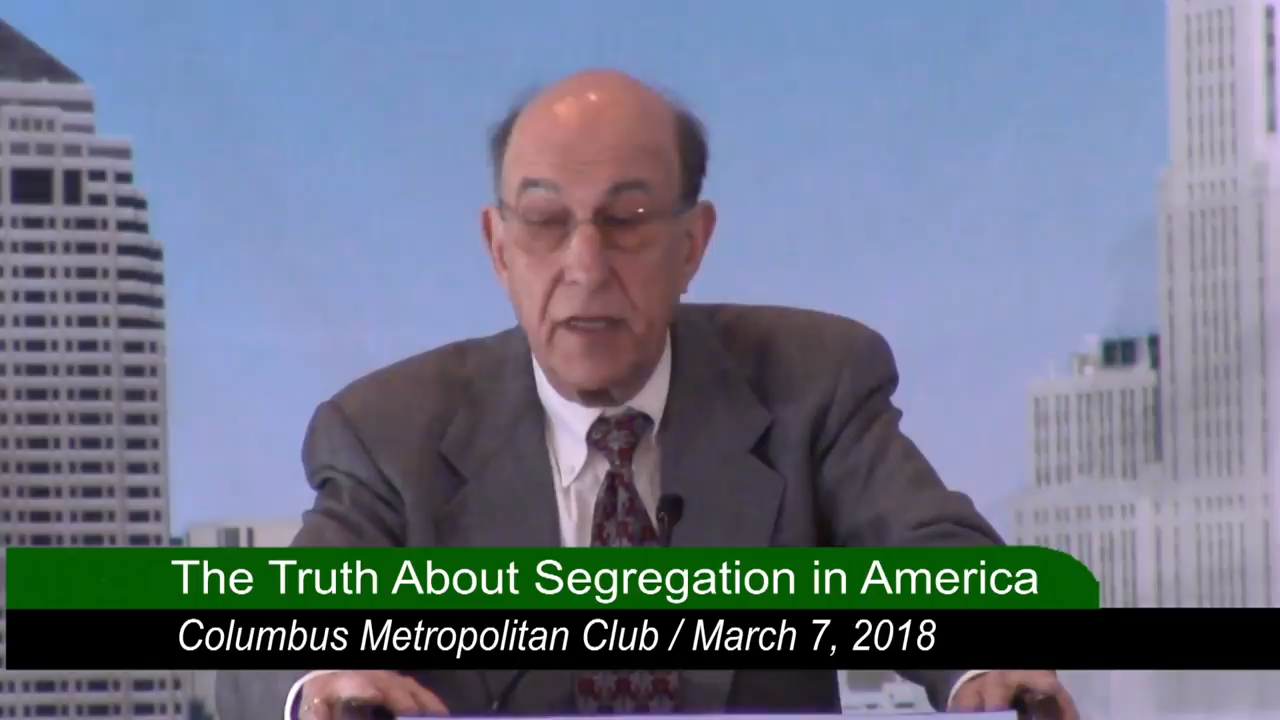 The Truth About Segregation in America
Columbus Metropolitan Club / March 7, 2018